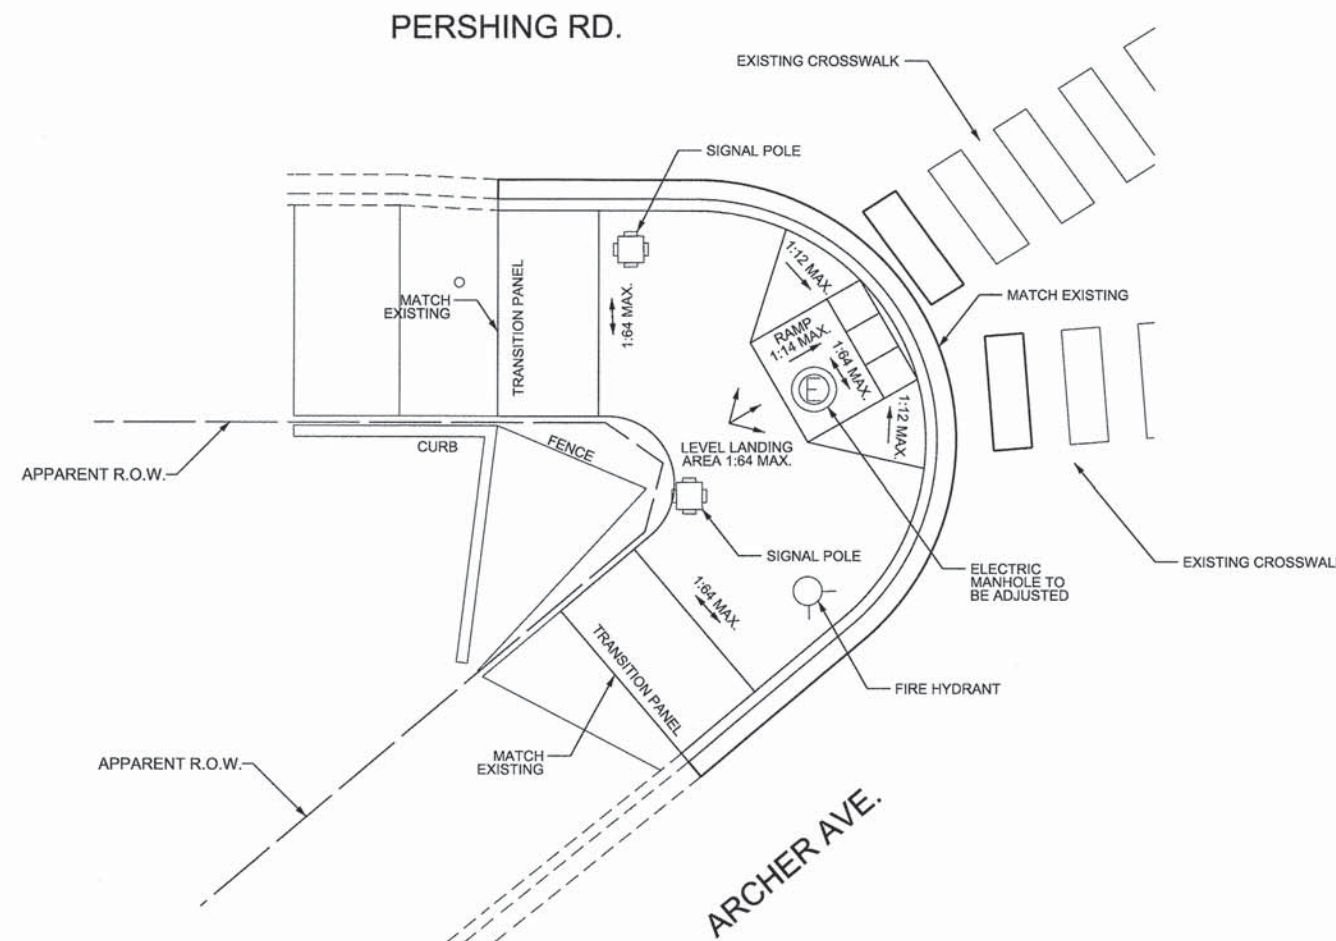 PERSHING RD.
EXISTING CROSSWALK
SIGNAL POLE
1:12 MAX.
MATCH
EXISTING
TRANSITION PANEL
1:64 MAX.
MATCH EXISTING
RAMP
1:14 MAX.
1:64 MAX.
E
1:12 MAX.
CURB
FENCE
LEVEL LANDING
AREA 1:64 MAX.
APPARENT R.O.W.
SIGNAL POLE
ELECTRIC
MANHOLE TO
BE ADJUSTED
EXISTING CROSSWALK
1:64 MAX.
TRANSITION PANEL
FIRE HYDRANT
MATCH
EXISTING
APPARENT R.O.W.
ARCHER AVE.